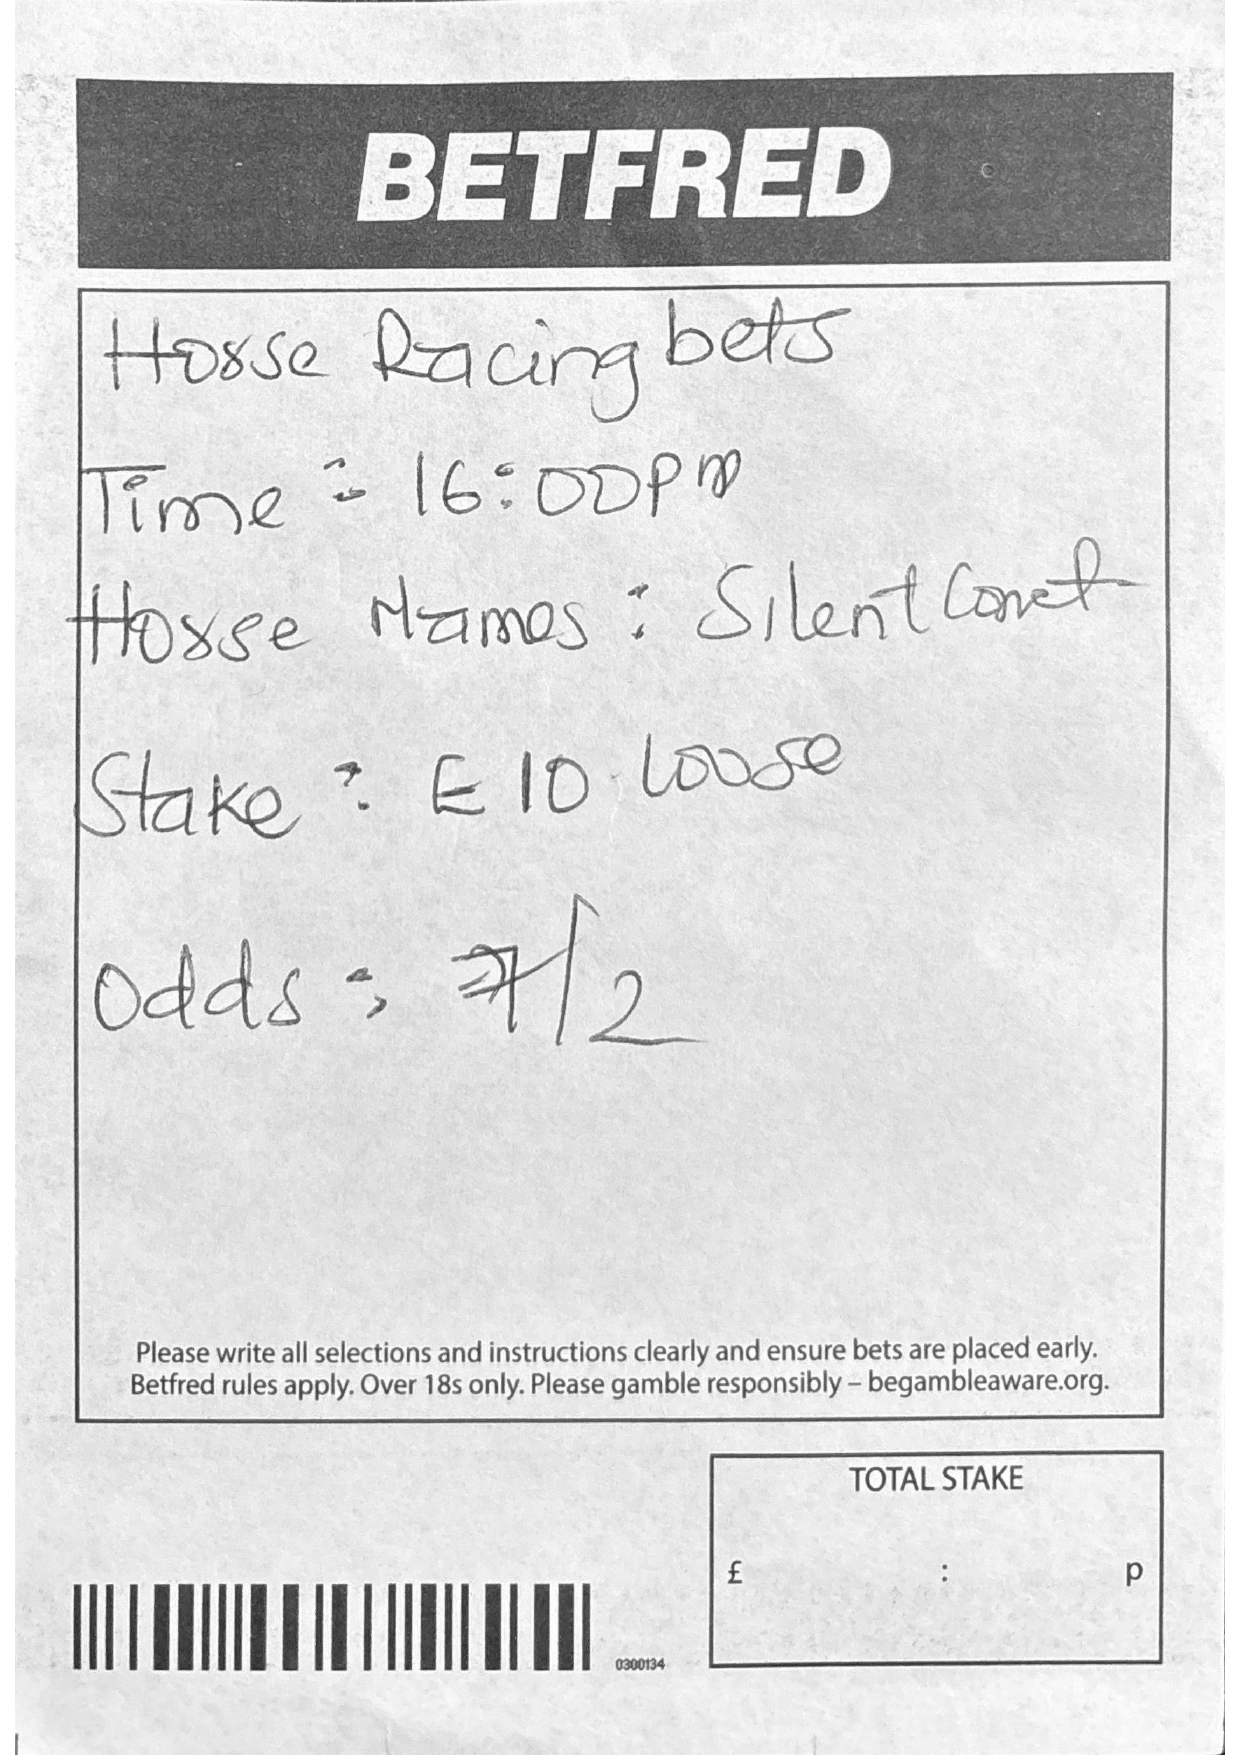 BETFRED
Horse Racing bets
Time : 16:00pm
Horse Names : Silent Comet
Stake : £10 loose
Odds : 7/2
Please write all selections and instructions clearly and ensure bets are placed early.
Betfred rules apply. Over 18s only. Please gamble responsibly – begambleaware.org.
TOTAL STAKE
£ : p
0300134